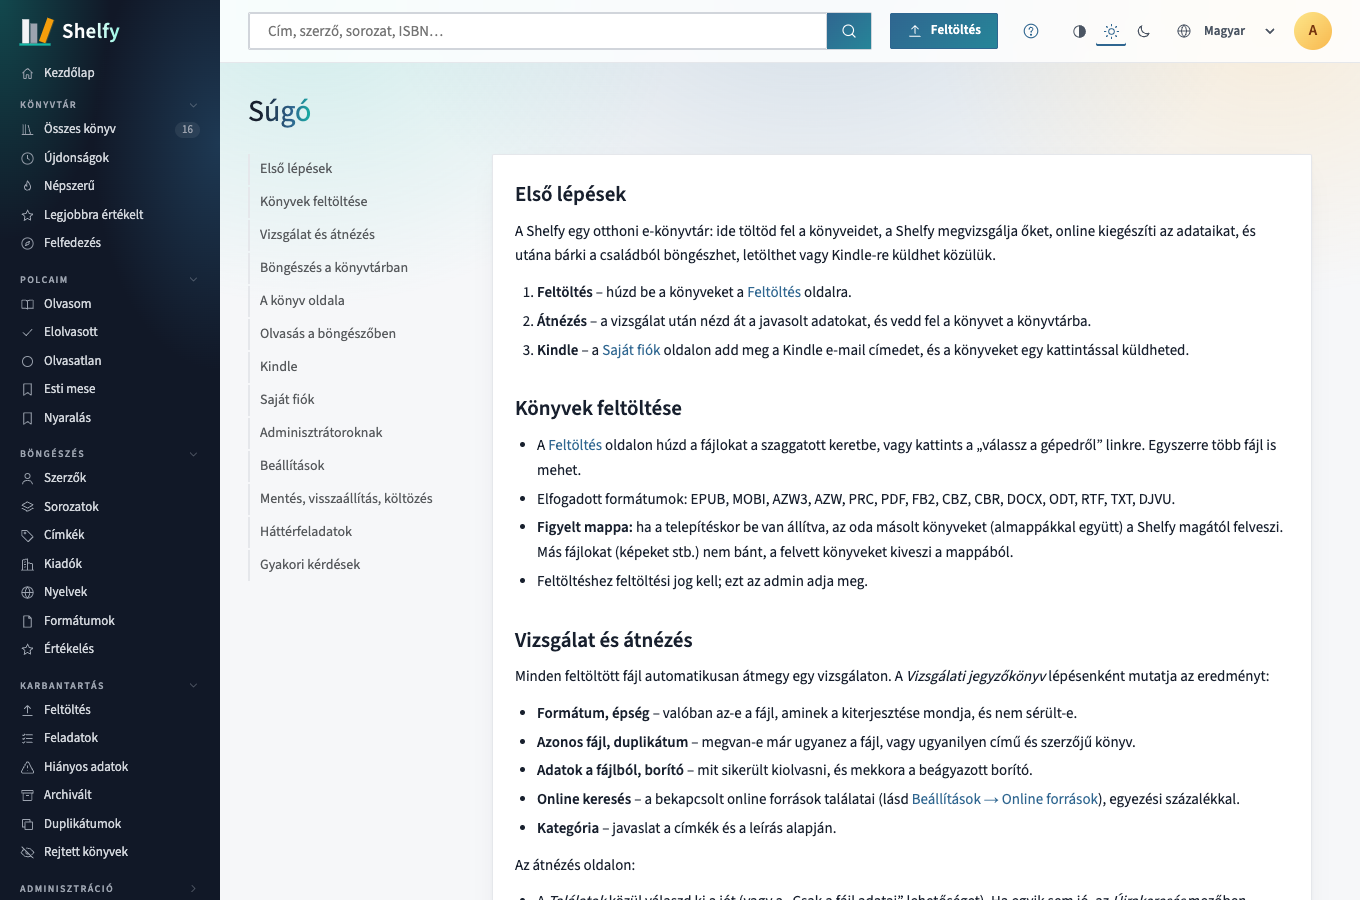 Shelfy
Cím, szerző, sorozat, ISBN…
Feltöltés
Magyar
A
Kezdőlap
KÖNYVTÁR
Összes könyv 16
Újdonságok
Népszerű
Legjobbra értékelt
Felfedezés
POLCAIM
Olvasom
Elolvasott
Olvasatlan
Esti mese
Nyaralás
BÖNGÉSZÉS
Szerzők
Sorozatok
Címkék
Kiadók
Nyelvek
Formátumok
Értékelés
KARBANTARTÁS
Feltöltés
Feladatok
Hiányos adatok
Archivált
Duplikátumok
Rejtett könyvek
ADMINISZTRÁCIÓ
Súgó
Első lépések
Könyvek feltöltése
Vizsgálat és átnézés
Böngészés a könyvtárban
A könyv oldala
Olvasás a böngészőben
Kindle
Saját fiók
Adminisztrátoroknak
Beállítások
Mentés, visszaállítás, költözés
Háttérfeladatok
Gyakori kérdések
Első lépések
A Shelfy egy otthoni e-könyvtár: ide töltöd fel a könyveidet, a Shelfy megvizsgálja őket, online kiegészíti az adataikat, és
utána bárki a családból böngészhet, letölthet vagy Kindle-re küldhet közülük.
1. Feltöltés – húzd be a könyveket a Feltöltés oldalra.
2. Átnézés – a vizsgálat után nézd át a javasolt adatokat, és vedd fel a könyvet a könyvtárba.
3. Kindle – a Saját fiók oldalon add meg a Kindle e-mail címedet, és a könyveket egy kattintással küldheted.
Könyvek feltöltése
• A Feltöltés oldalon húzd a fájlokat a szaggatott keretbe, vagy kattints a „válassz a gépedről” linkre. Egyszerre több fájl is
mehet.
• Elfogadott formátumok: EPUB, MOBI, AZW3, AZW, PRC, PDF, FB2, CBZ, CBR, DOCX, ODT, RTF, TXT, DJVU.
• Figyelt mappa: ha a telepítéskor be van állítva, az oda másolt könyveket (almappákkal együtt) a Shelfy magától felveszi.
Más fájlokat (képeket stb.) nem bánt, a felvett könyveket kiveszi a mappából.
• Feltöltéshez feltöltési jog kell; ezt az admin adja meg.
Vizsgálat és átnézés
Minden feltöltött fájl automatikusan átmegy egy vizsgálaton. A Vizsgálati jegyzőkönyv lépésenként mutatja az eredményt:
• Formátum, épség – valóban az-e a fájl, aminek a kiterjesztése mondja, és nem sérült-e.
• Azonos fájl, duplikátum – megvan-e már ugyanez a fájl, vagy ugyanilyen című és szerzőjű könyv.
• Adatok a fájlból, borító – mit sikerült kiolvasni, és mekkora a beágyazott borító.
• Online keresés – a bekapcsolt online források találatai (lásd Beállítások → Online források), egyezési százalékkal.
• Kategória – javaslat a címkék és a leírás alapján.
Az átnézés oldalon: